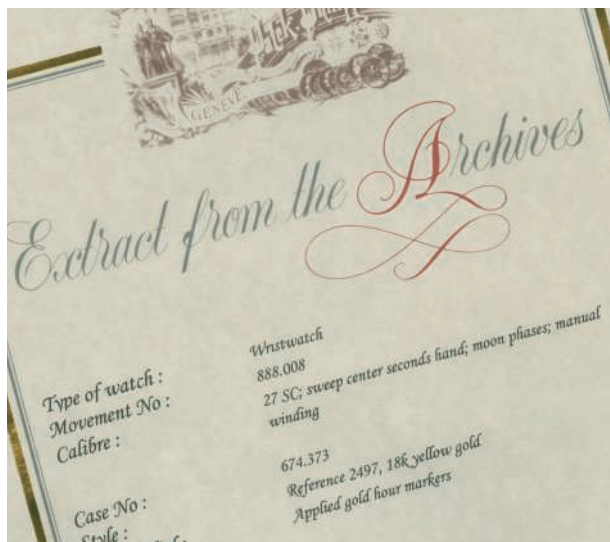 GENÈVE
Extract from the Archives
Type of watch : Wristwatch
Movement No : 888.008
Calibre : 27 SC; sweep center seconds hand; moon phases; manual
winding
Case No : 674.373
Style : Reference 2497, 18k yellow gold
Applied gold hour markers